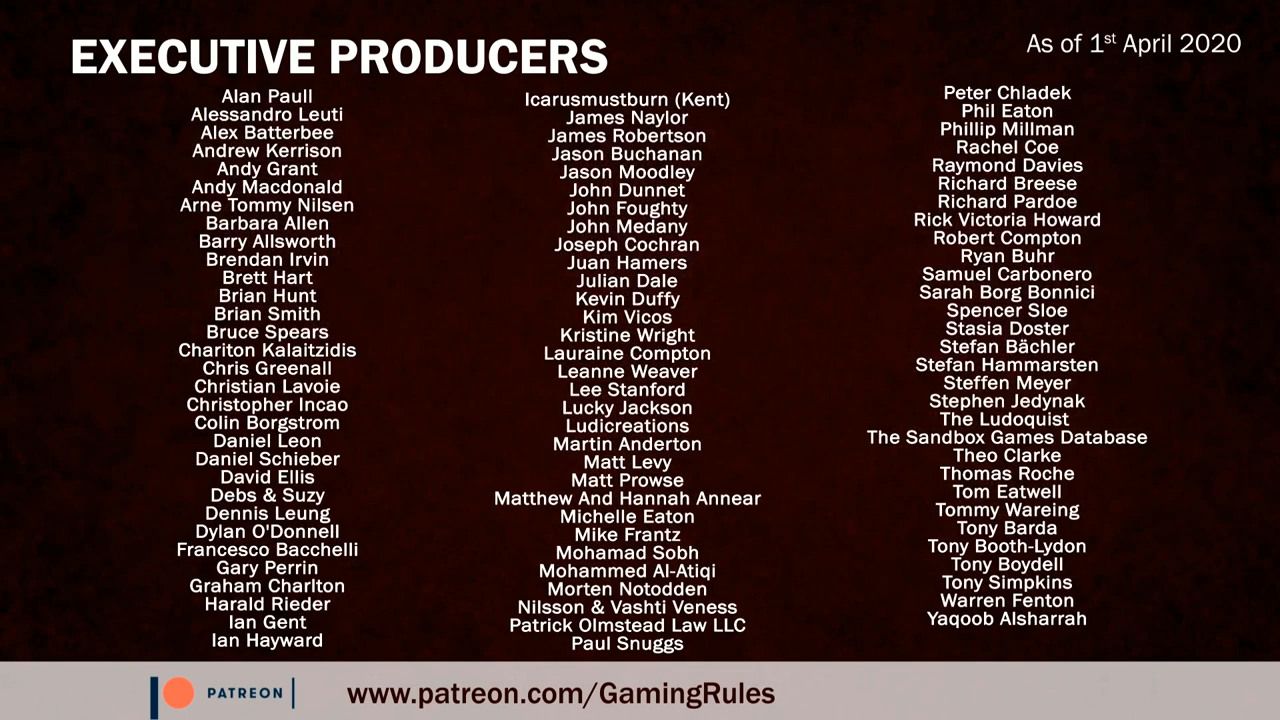 EXECUTIVE PRODUCERS
As of 1st April 2020
Alan Paull
Alessandro Leuti
Alex Batterbee
Andrew Kerrison
Andy Grant
Andy Macdonald
Arne Tommy Nilsen
Barbara Allen
Barry Allsworth
Brendan Irvin
Brett Hart
Brian Hunt
Brian Smith
Bruce Spears
Chariton Kalaitzidis
Chris Greenall
Christian Lavoie
Christopher Incao
Colin Borgstrom
Daniel Leon
Daniel Schieber
David Ellis
Debs & Suzy
Dennis Leung
Dylan O'Donnell
Francesco Bacchelli
Gary Perrin
Graham Charlton
Harald Rieder
Ian Gent
Ian Hayward
Icarusmustburn (Kent)
James Naylor
James Robertson
Jason Buchanan
Jason Moodley
John Dunnet
John Foughty
John Medany
Joseph Cochran
Juan Hamers
Julian Dale
Kevin Duffy
Kim Vicos
Kristine Wright
Lauraine Compton
Leanne Weaver
Lee Stanford
Lucky Jackson
Ludicreations
Martin Anderton
Matt Levy
Matt Prowse
Matthew And Hannah Annear
Michelle Eaton
Mike Frantz
Mohamad Sobh
Mohammed Al-Atiqi
Morten Notodden
Nilsson & Vashti Veness
Patrick Olmstead Law LLC
Paul Snuggs
Peter Chladek
Phil Eaton
Phillip Millman
Rachel Coe
Raymond Davies
Richard Breese
Richard Pardoe
Rick Victoria Howard
Robert Compton
Ryan Buhr
Samuel Carbonero
Sarah Borg Bonnici
Spencer Sloe
Stasia Doster
Stefan Bächler
Stefan Hammarsten
Steffen Meyer
Stephen Jedynak
The Ludoquist
The Sandbox Games Database
Theo Clarke
Thomas Roche
Tom Eatwell
Tommy Wareing
Tony Barda
Tony Booth-Lydon
Tony Boydell
Tony Simpkins
Warren Fenton
Yaqoob Alsharrah
PATREON
www.patreon.com/GamingRules